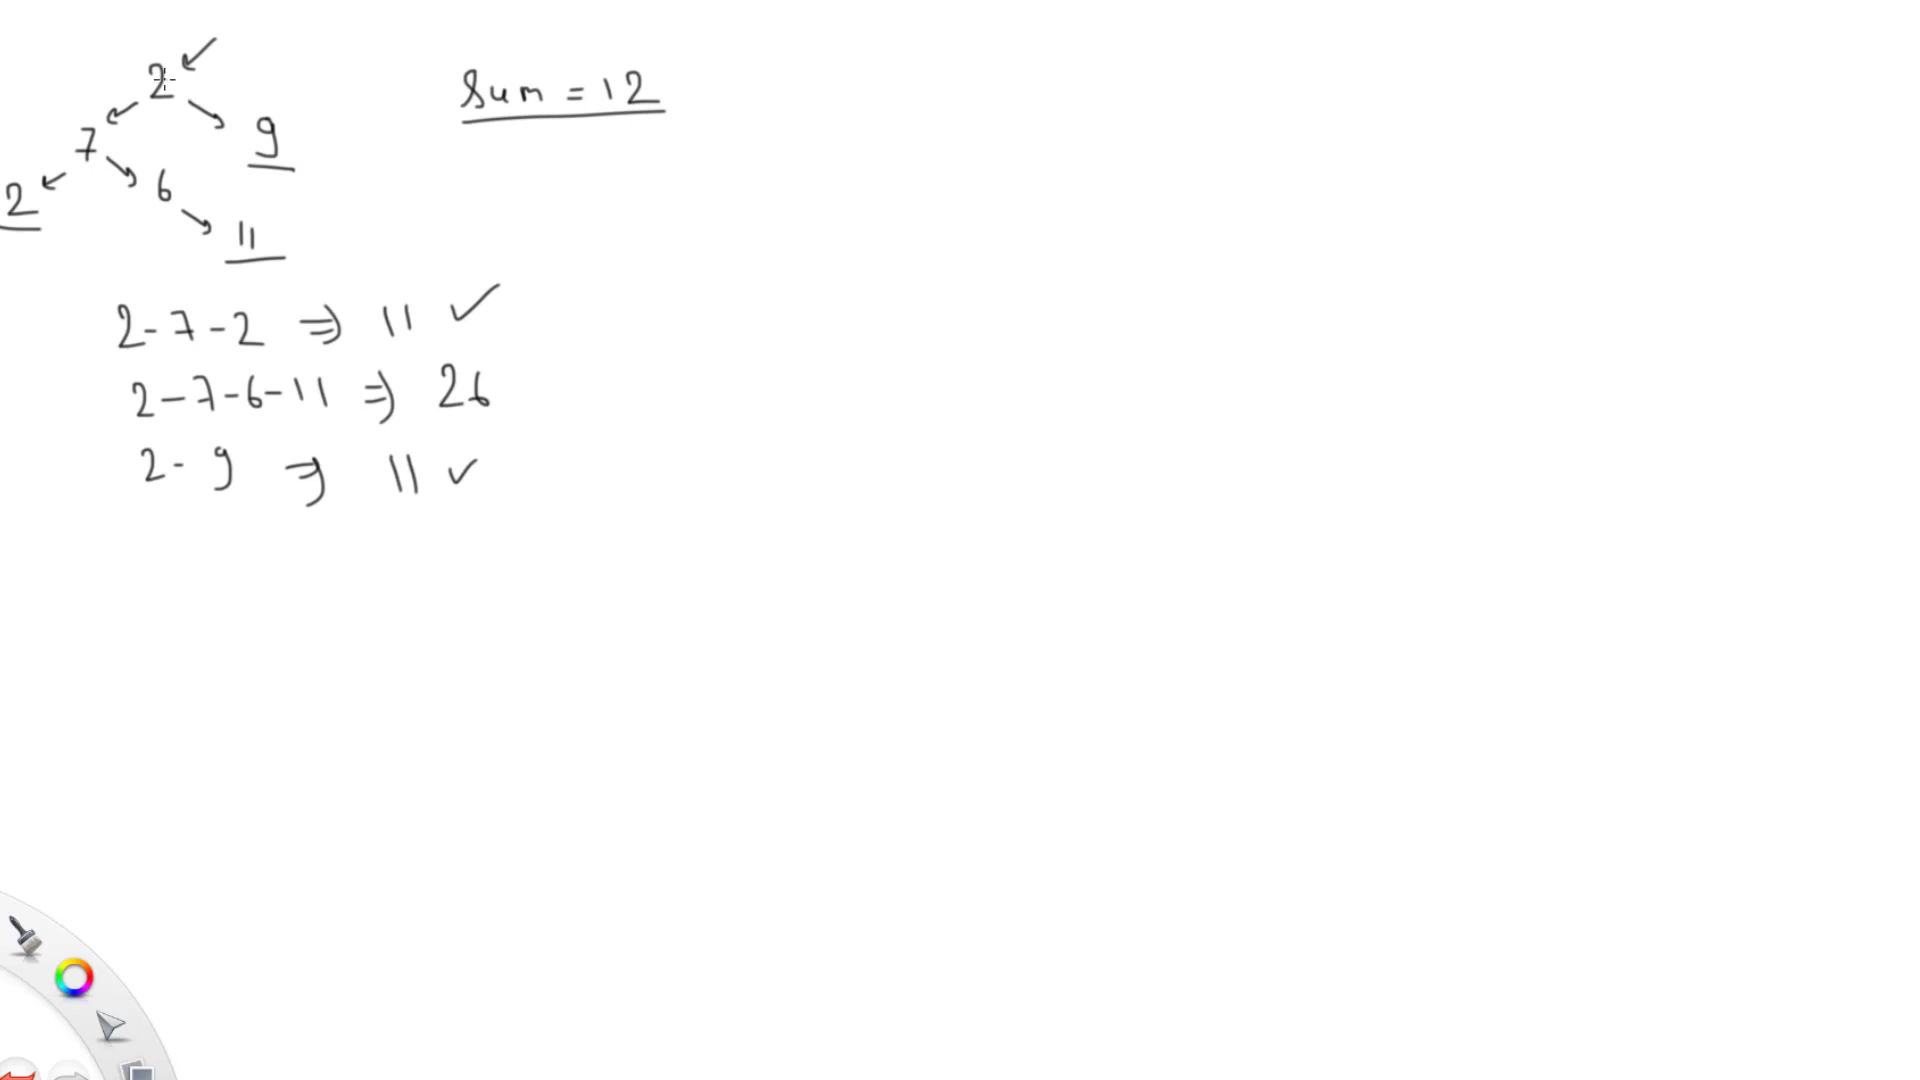 2
Sum = 12
7 9
2 6
11
2-7-2 ⇒ 11 ✓
2-7-6-11 ⇒ 26
2-9 ⇒ 11 ✓